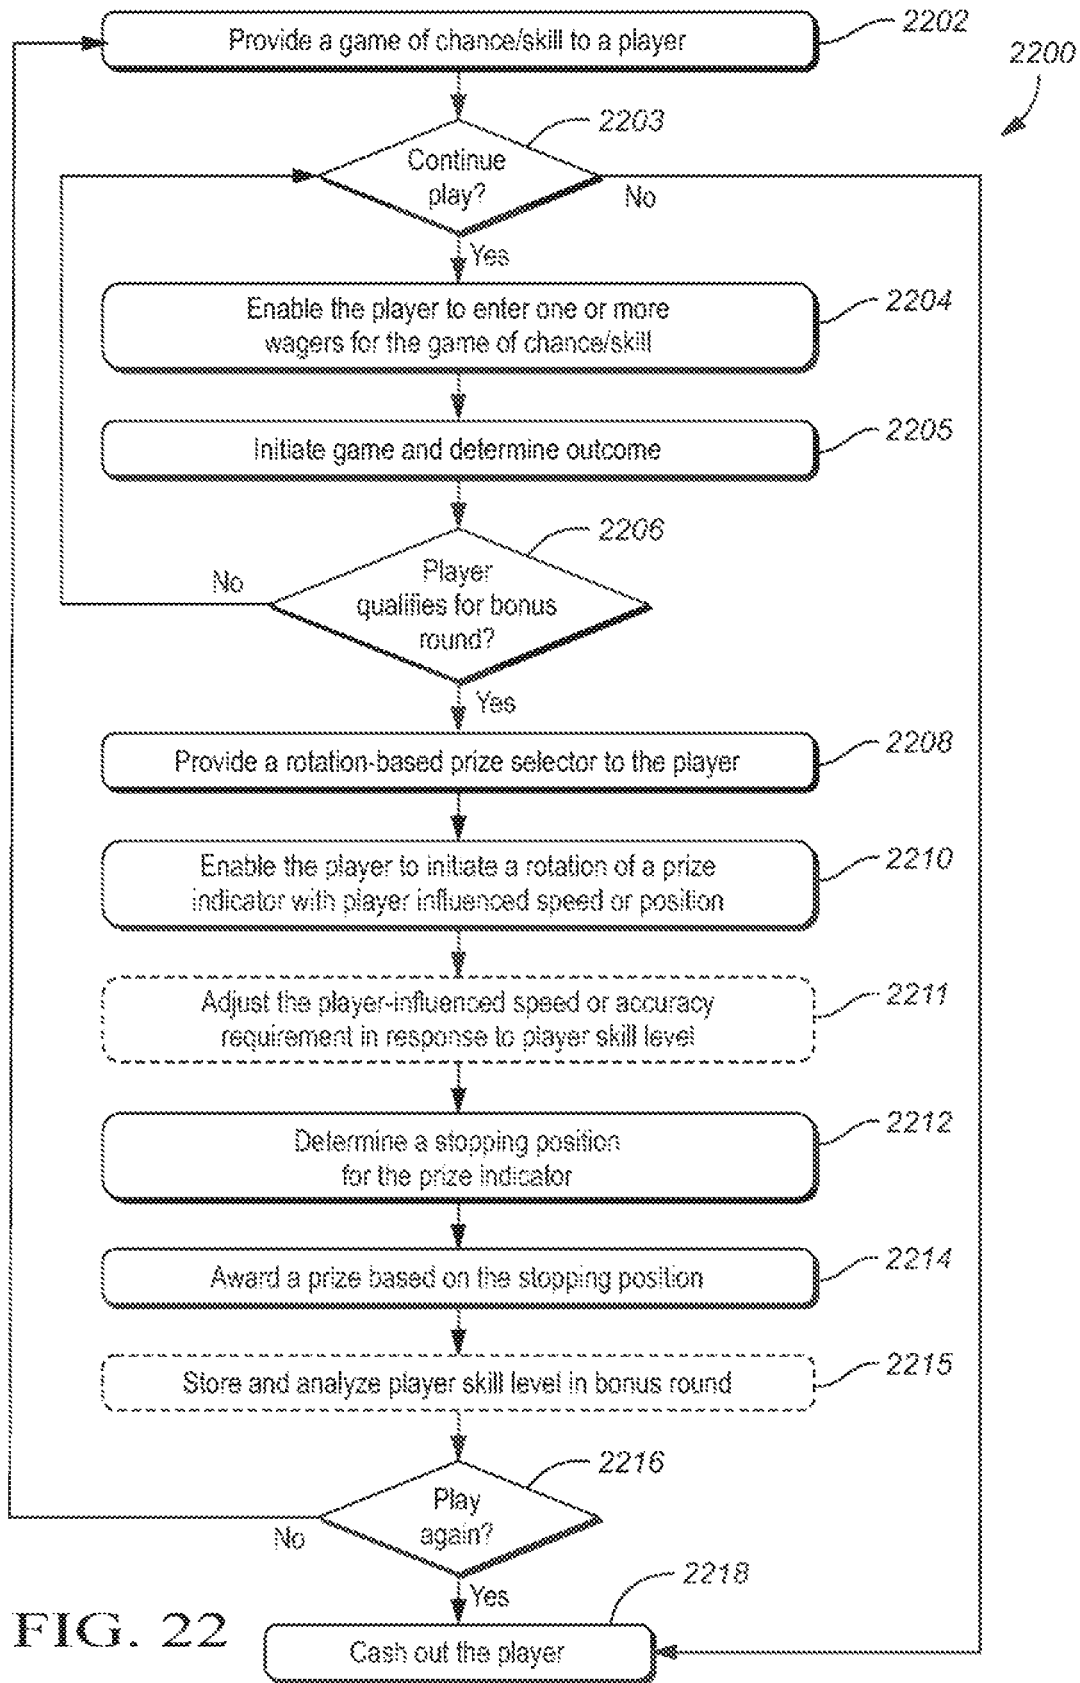 Provide a game of chance/skill to a player
2202
2200
2203
Continue
play?
No
Yes
Enable the player to enter one or more
wagers for the game of chance/skill
2204
Initiate game and determine outcome
2205
2206
Player
qualifies for bonus
round?
No
Yes
Provide a rotation-based prize selector to the player
2208
Enable the player to initiate a rotation of a prize
indicator with player influenced speed or position
2210
Adjust the player-influenced speed or accuracy
requirement in response to player skill level
2211
Determine a stopping position
for the prize indicator
2212
Award a prize based on the stopping position
2214
Store and analyze player skill level in bonus round
2215
2216
Play
again?
No
Yes
2218
Cash out the player
FIG. 22